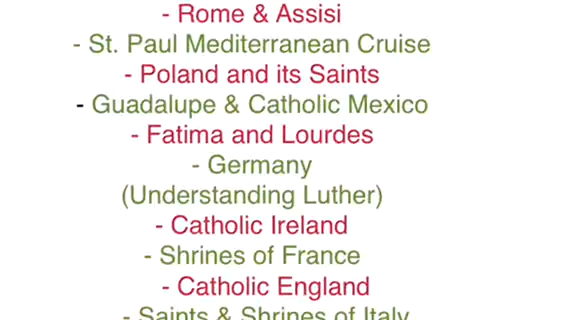 - Rome & Assisi
- St. Paul Mediterranean Cruise
- Poland and its Saints
- Guadalupe & Catholic Mexico
- Fatima and Lourdes
- Germany
(Understanding Luther)
- Catholic Ireland
- Shrines of France
- Catholic England
- Saints & Shrines of Italy